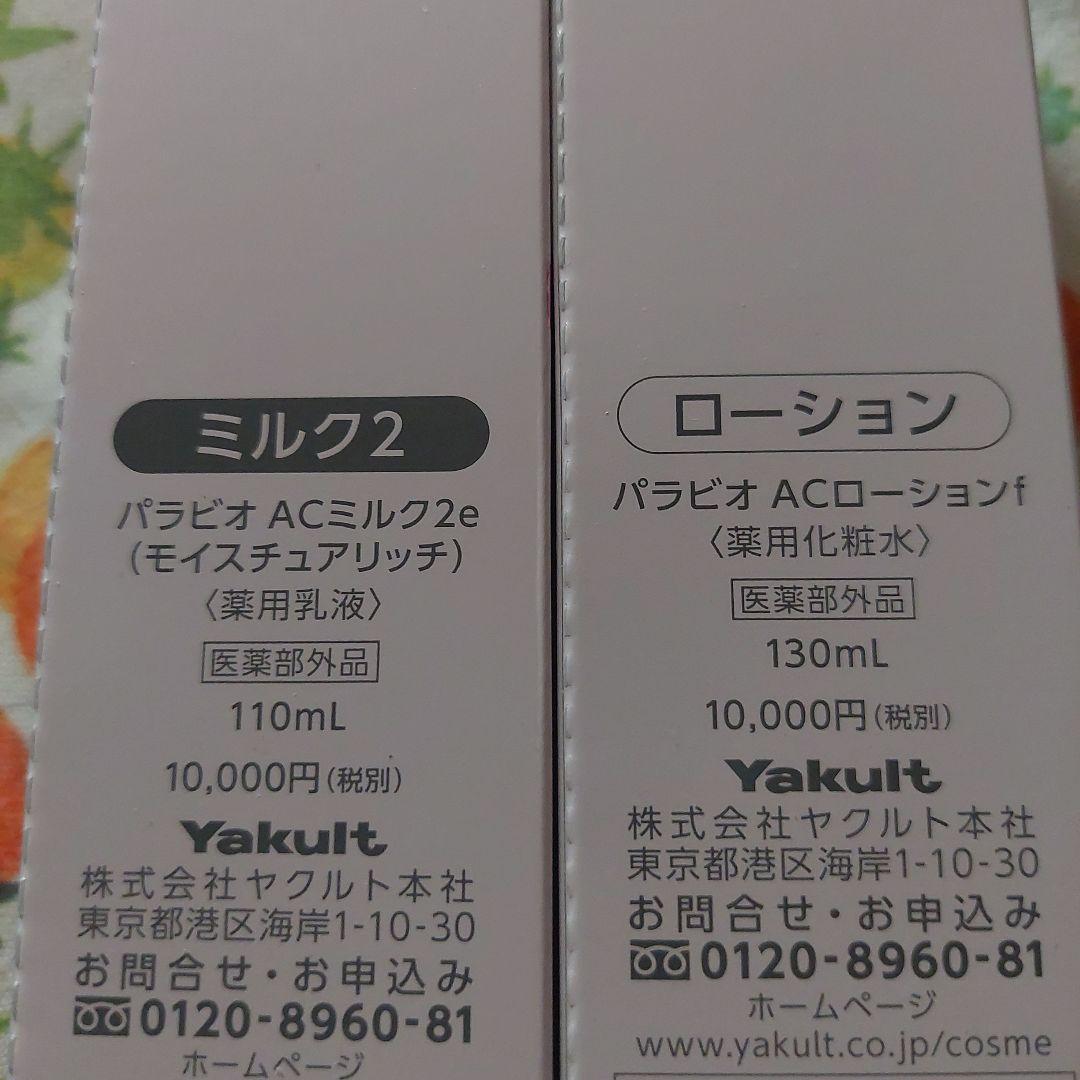 ミルク2
パラビオ ACミルク2e
(モイスチュアリッチ)
〈薬用乳液〉
医薬部外品
110mL
10,000円(税別)
Yakult
株式会社ヤクルト本社
東京都港区海岸1-10-30
お問合せ・お申込み
0120-8960-81
ホームページ
ローション
パラビオ ACローションf
〈薬用化粧水〉
医薬部外品
130mL
10,000円(税別)
Yakult
株式会社ヤクルト本社
東京都港区海岸1-10-30
お問合せ・お申込み
0120-8960-81
ホームページ
www.yakult.co.jp/cosme